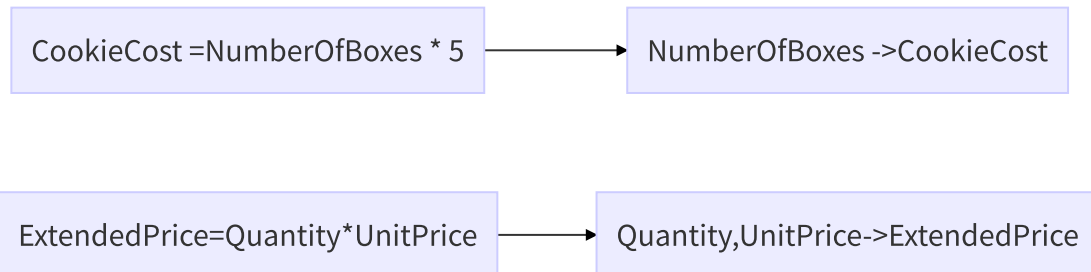 CookieCost =NumberOfBoxes * 5
NumberOfBoxes ->CookieCost
ExtendedPrice=Quantity*UnitPrice
Quantity,UnitPrice->ExtendedPrice